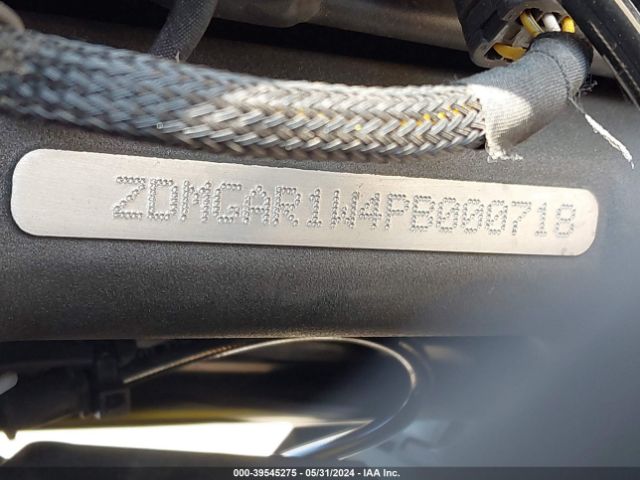 ZDMGAR1W4PB000718
000-39545275 - 05/31/2024 - IAA Inc.